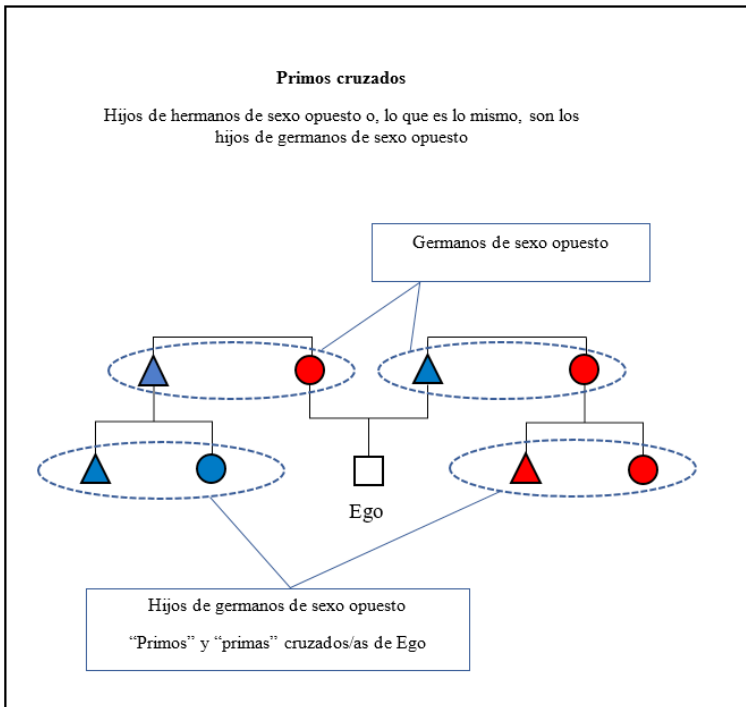 Primos cruzados
Hijos de hermanos de sexo opuesto o, lo que es lo mismo, son los
hijos de germanos de sexo opuesto
Germanos de sexo opuesto
Ego
Hijos de germanos de sexo opuesto
“Primos” y “primas” cruzados/as de Ego